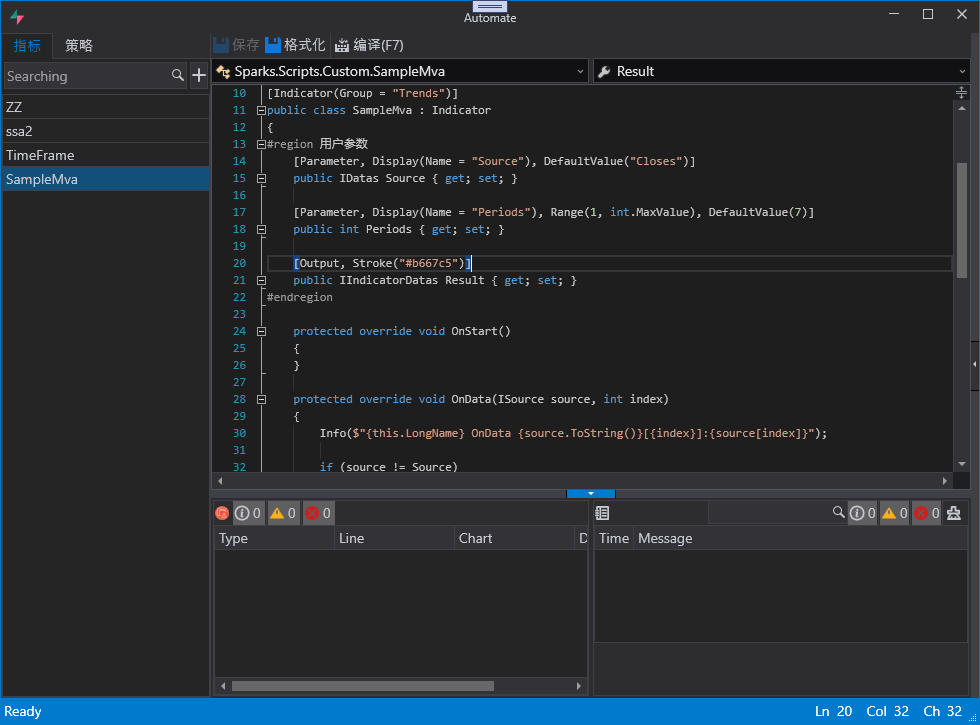 Automate
指标 策略
保存 格式化 编译(F7)
Searching
Sparks.Scripts.Custom.SampleMva
Result
ZZ
ssa2
TimeFrame
SampleMva
10 [Indicator(Group = "Trends")]
11 public class SampleMva : Indicator
12 {
13 #region 用户参数
14 [Parameter, Display(Name = "Source"), DefaultValue("Closes")]
15 public IDatas Source { get; set; }
16
17 [Parameter, Display(Name = "Periods"), Range(1, int.MaxValue), DefaultValue(7)]
18 public int Periods { get; set; }
19
20 [Output, Stroke("#b667c5")]
21 public IIndicatorDatas Result { get; set; }
22 #endregion
23
24 protected override void OnStart()
25 {
26 }
27
28 protected override void OnData(ISource source, int index)
29 {
30 Info($"{this.LongName} OnData {source.ToString()}[{index}]:{source[index]}");
31
32 if (source != Source)
0 0 0
0 0 0
Type Line Chart D
Time Message
Ready
Ln 20 Col 32 Ch 32